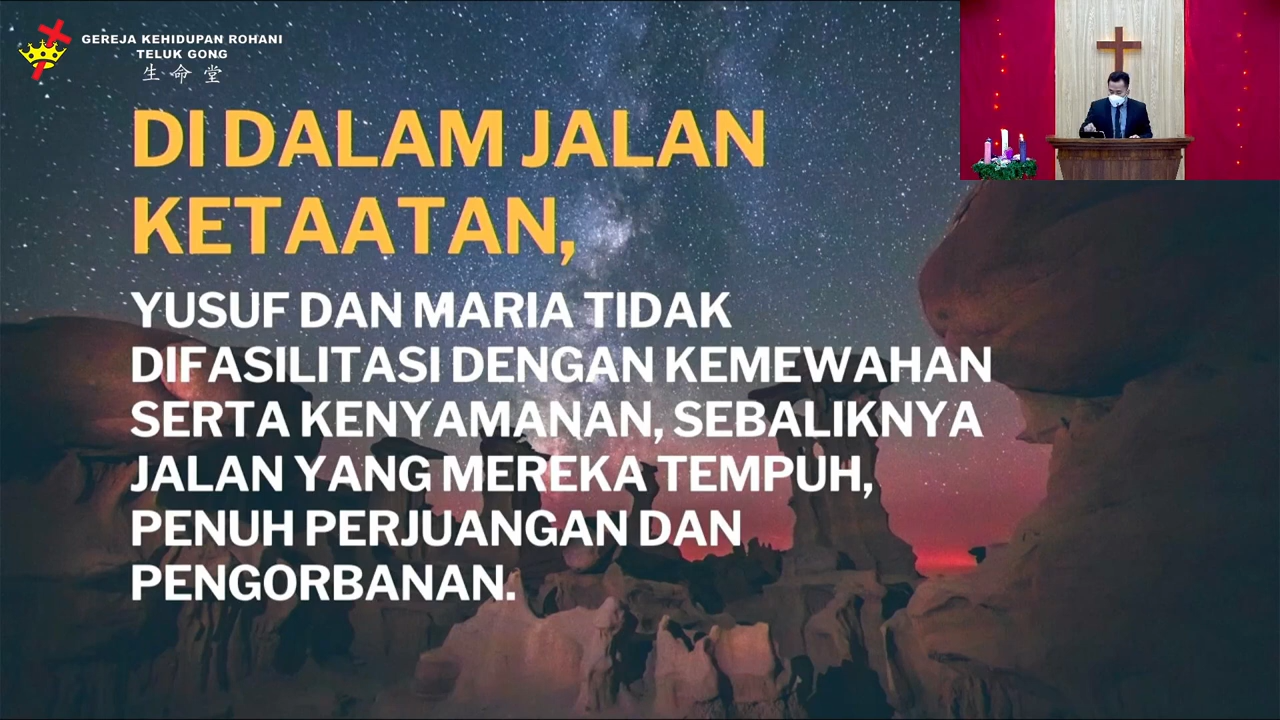 GEREJA KEHIDUPAN ROHANI
TELUK GONG
生命堂
DI DALAM JALAN
KETAATAN,
YUSUF DAN MARIA TIDAK
DIFASILITASI DENGAN KEMEWAHAN
SERTA KENYAMANAN, SEBALIKNYA
JALAN YANG MEREKA TEMPUH,
PENUH PERJUANGAN DAN
PENGORBANAN.